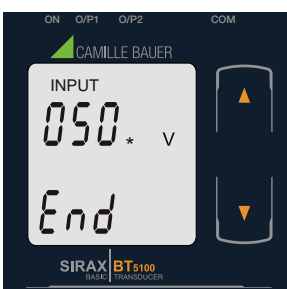 ON O/P1 O/P2 COM
CAMILLE BAUER
INPUT
050.* V
End
SIRAX BT5100
BASIC TRANSDUCER